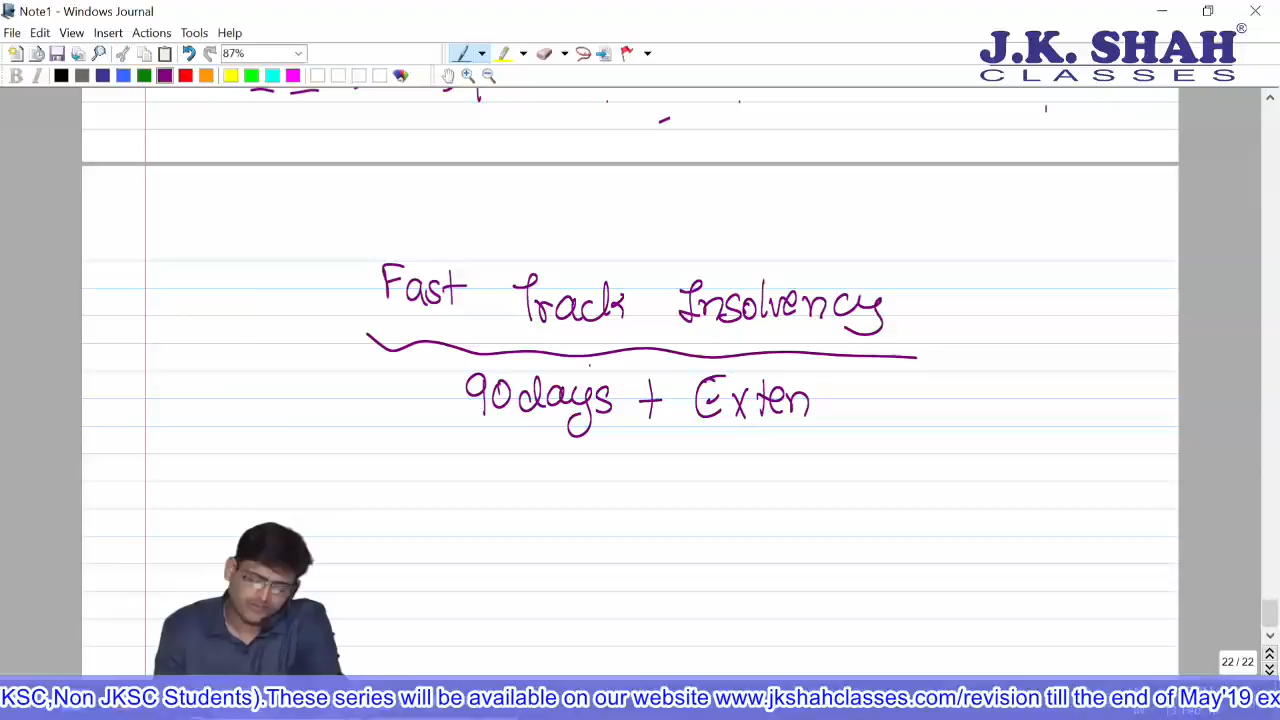 Note1 - Windows Journal
File Edit View Insert Actions Tools Help
87%
B I
J.K. SHAH®
CLASSES
Fast Track Insolvency
90days + Exten
22 / 22
KSC,Non JKSC Students).These series will be available on our website www.jkshahclasses.com/revision till the end of May'19 ex